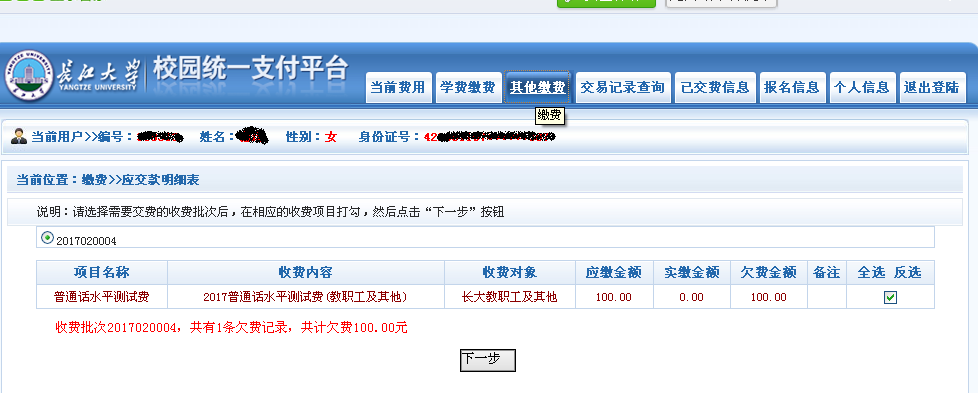 长江大学
YANGTZE UNIVERSITY
校园统一支付平台
当前费用 学费缴费 其他缴费 交易记录查询 已交费信息 报名信息 个人信息 退出登陆
缴费
当前用户>>编号： 姓名： 性别：女 身份证号：42
当前位置：缴费>>应交款明细表
说明：请选择需要交费的收费批次后，在相应的收费项目打勾，然后点击“下一步”按钮
2017020004
项目名称 收费内容 收费对象 应缴金额 实缴金额 欠费金额 备注 全选 反选
普通话水平测试费 2017普通话水平测试费(教职工及其他) 长大教职工及其他 100.00 0.00 100.00
收费批次2017020004，共有1条欠费记录，共计欠费100.00元
下一步